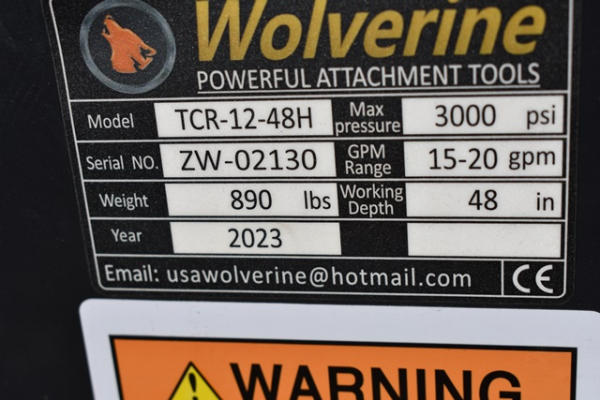 Wolverine
POWERFUL ATTACHMENT TOOLS
Model TCR-12-48H Max pressure 3000 psi
Serial NO. ZW-02130 GPM Range 15-20 gpm
Weight 890 lbs Working Depth 48 in
Year 2023
Email: usawolverine@hotmail.com CE
WARNING